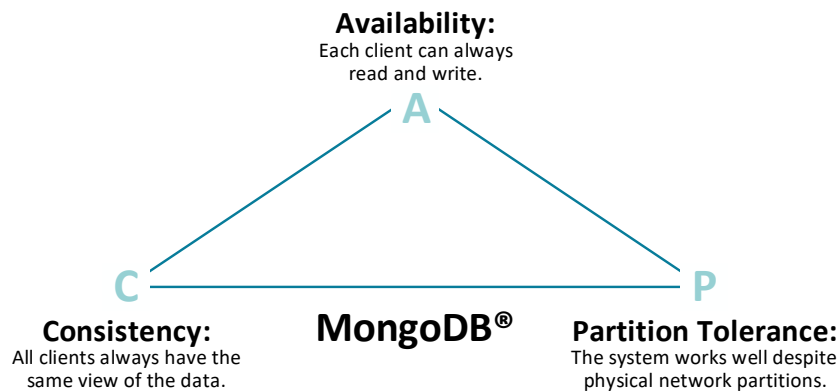 Availability:
Each client can always
read and write.
A
C
P
Consistency:
All clients always have the
same view of the data.
MongoDB®
Partition Tolerance:
The system works well despite
physical network partitions.